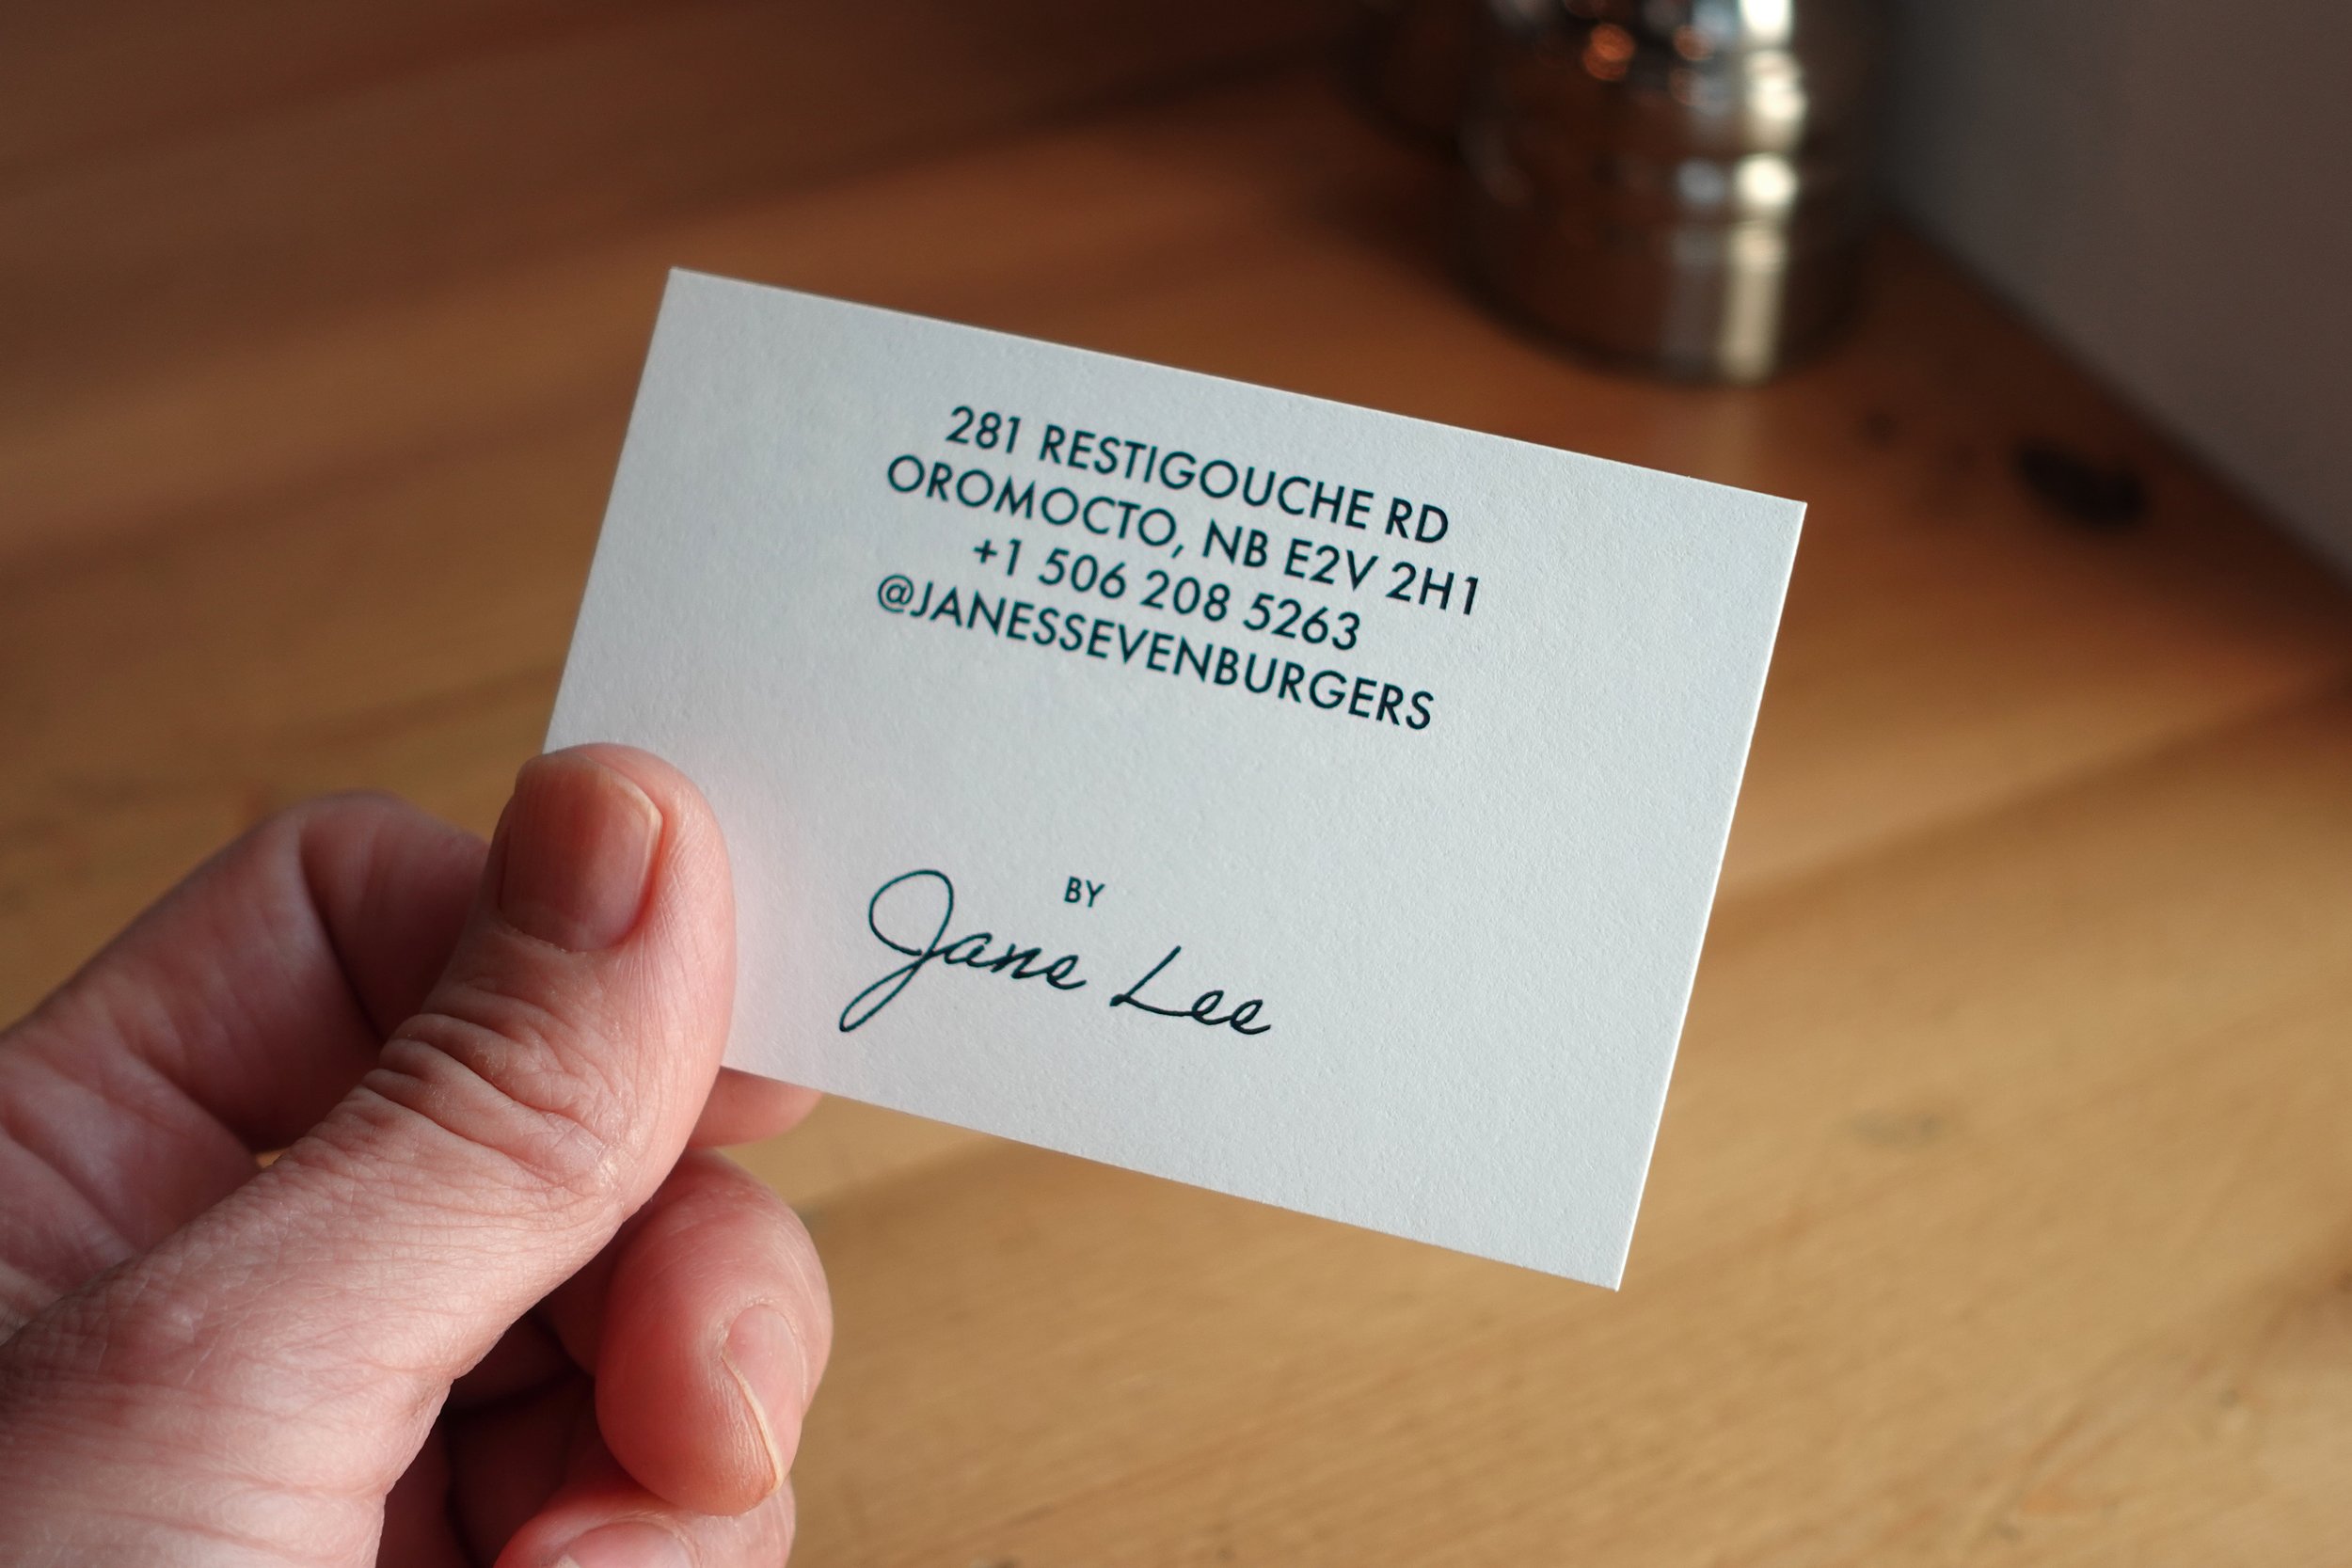 281 RESTIGOUCHE RD
OROMOCTO, NB E2V 2H1
+1 506 208 5263
@JANESSEVENBURGERS
BY
Jane Lee